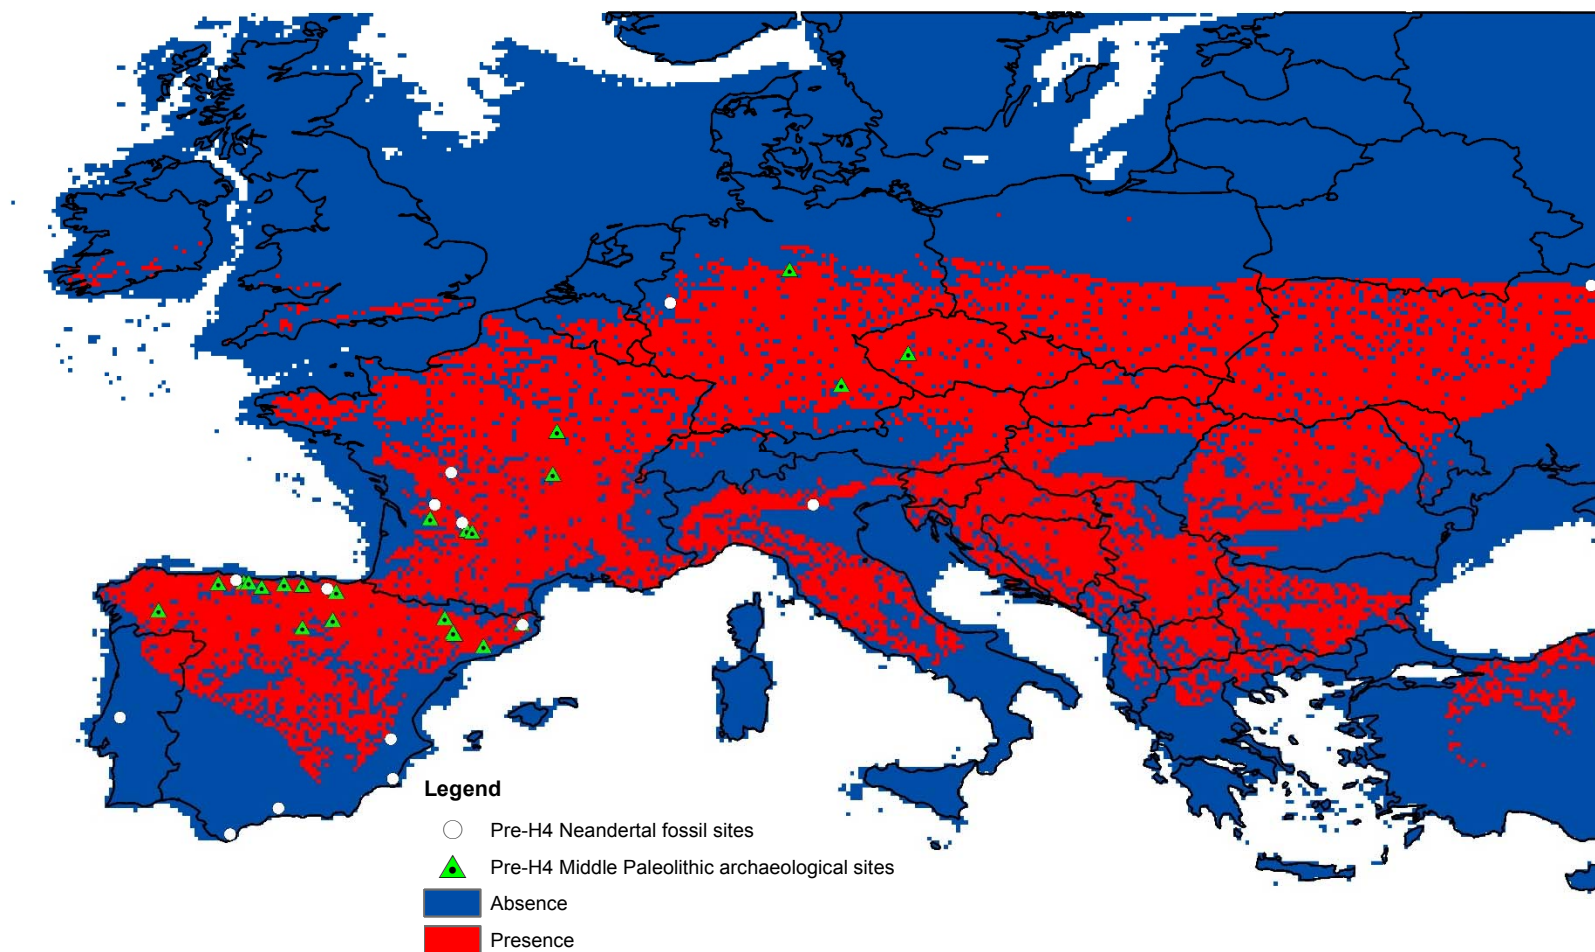 Legend
Pre-H4 Neandertal fossil sites
Pre-H4 Middle Paleolithic archaeological sites
Absence
Presence